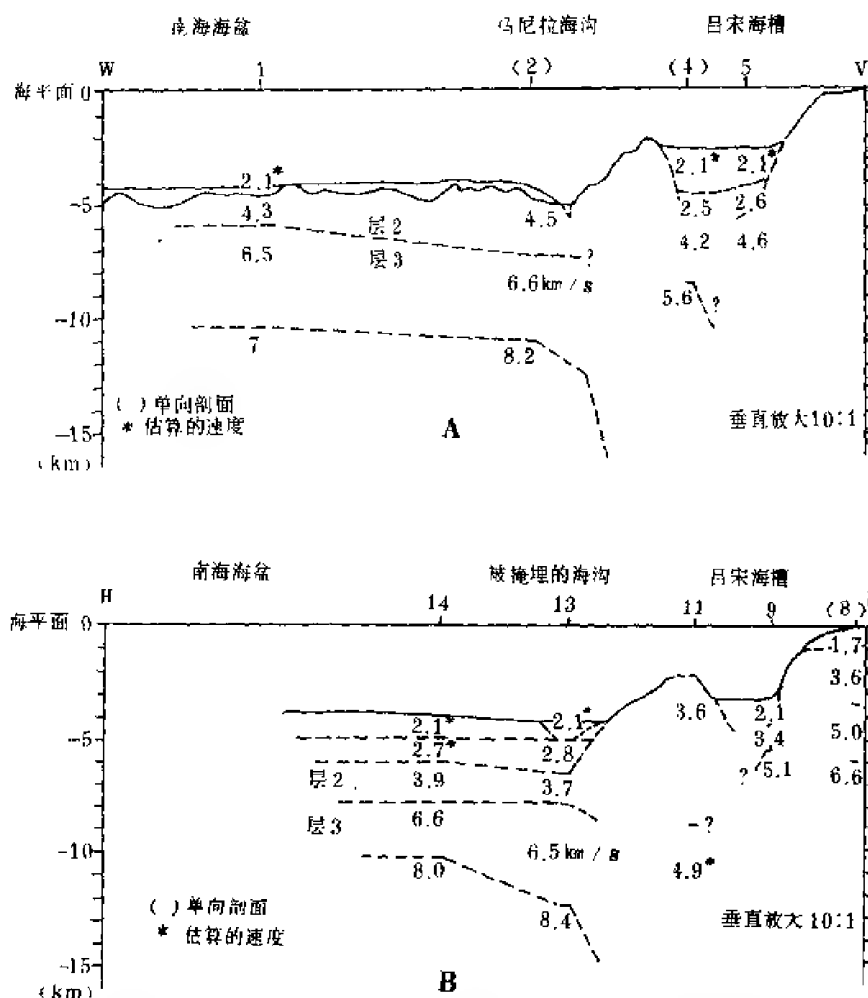 南海海盆 马尼拉海沟 吕宋海槽
W 1 (2) (4) 5 V
海平面 0
2.1* 2.1* 2.1*
-5
4.3 4.5 2.5 2.6
层2
4.2 4.6
6.5 层3
6.6km/s ?
5.6 ?
-10
7 8.2
( )单向剖面
* 估算的速度 A 垂直放大10:1
-15
(km)
南海海盆 被掩埋的海沟 吕宋海槽
H 14 13 11 9 (8)
海平面 0
1.7
3.6
2.1* 2.1* 3.6 2.1
-5
2.7* 2.8 3.4 5.0
层2 3.9 3.7 ? 5.1 6.6
层3 6.6 -?
-10
6.5km/s
8.0 8.4 4.9*
( )单向剖面
* 估算的速度 垂直放大10:1
-15
(km) B